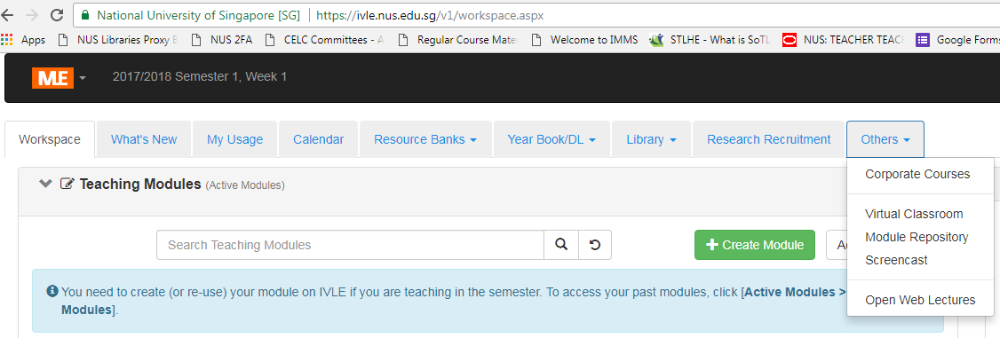 National University of Singapore [SG] https://ivle.nus.edu.sg/v1/workspace.aspx
Apps NUS Libraries Proxy NUS 2FA CELC Committees - Regular Course Mate Welcome to IMMS STLHE - What is SoTL NUS: TEACHER TEAC Google Forms
ME 2017/2018 Semester 1, Week 1
Workspace What's New My Usage Calendar Resource Banks Year Book/DL Library Research Recruitment Others
Teaching Modules (Active Modules)
Corporate Courses
Virtual Classroom
Module Repository
Screencast
Open Web Lectures
Search Teaching Modules Create Module
You need to create (or re-use) your module on IVLE if you are teaching in the semester. To access your past modules, click [Active Modules >
Modules].